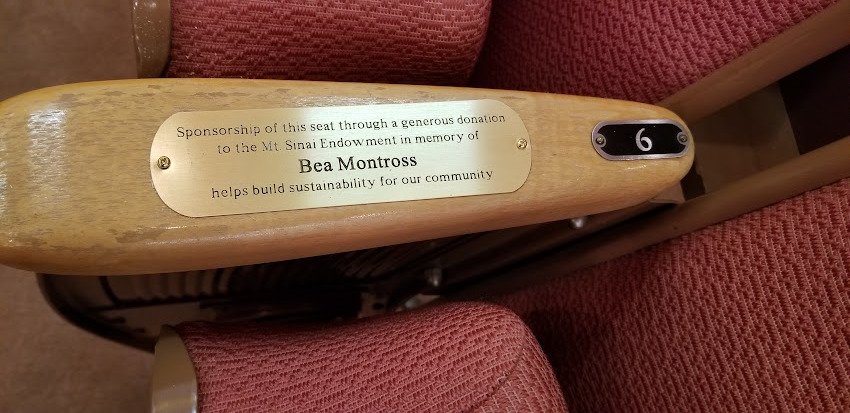 Sponsorship of this seat through a generous donation
to the Mt. Sinai Endowment in memory of
Bea Montross
helps build sustainability for our community
6